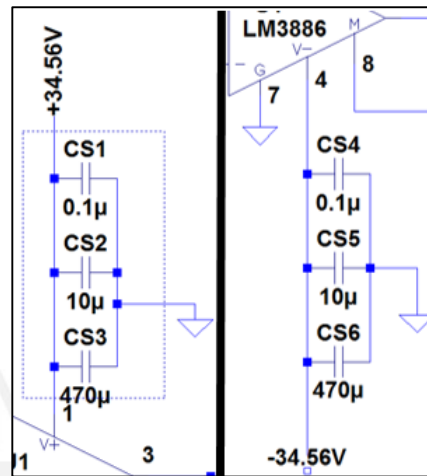 +34.56V
CS1
0.1µ
CS2
10µ
CS3
470µ
1
V+
J1
3
LM3886
V-
M
G
7
4
8
CS4
0.1µ
CS5
10µ
CS6
470µ
-34.56V